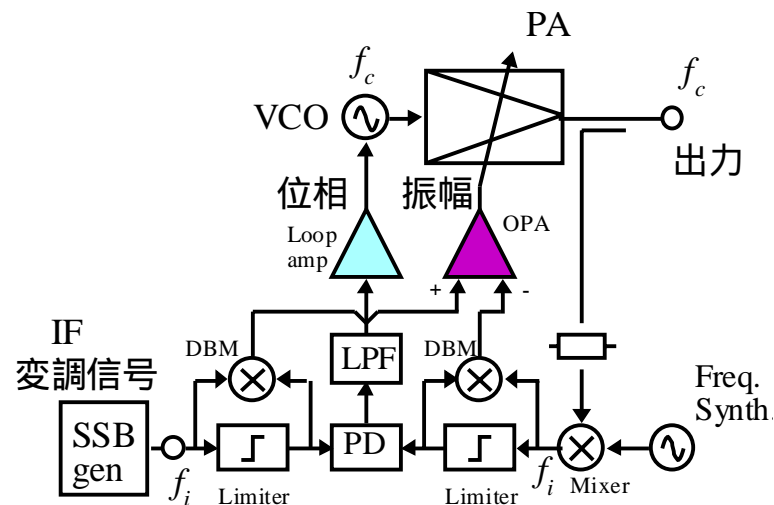 PA
f_c
f_c
VCO
出力
位相
振幅
Loop
amp
OPA
+
-
IF
変調信号
DBM
LPF
DBM
Freq.
Synth.
SSB
gen
PD
f_i
f_i
Limiter
Limiter
Mixer